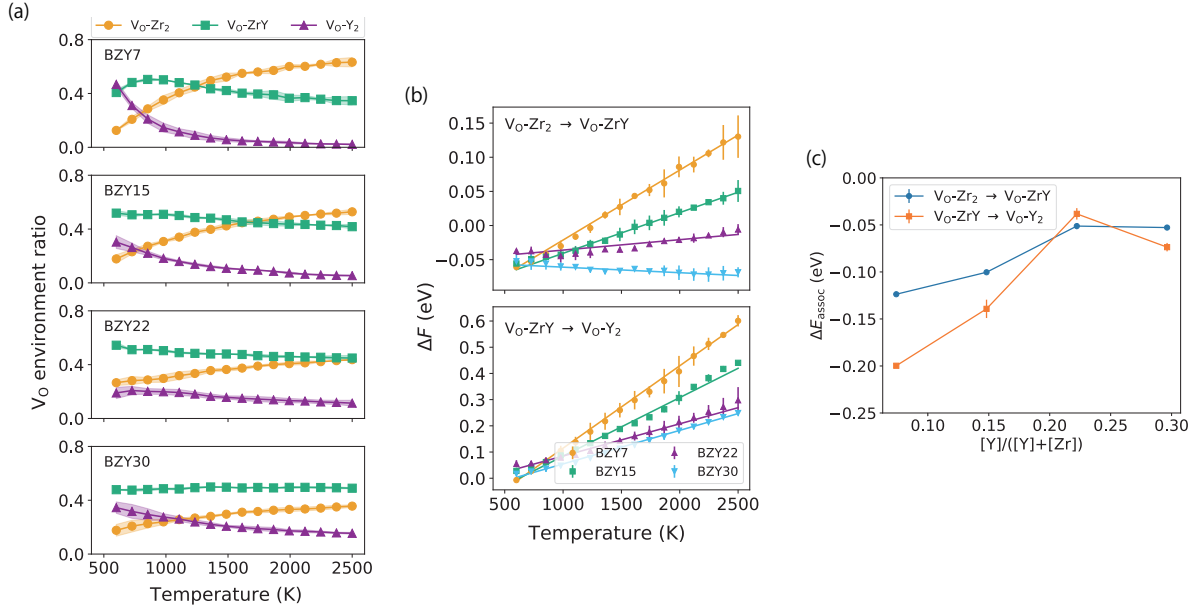 (a)
V_O-Zr_2 V_O-ZrY V_O-Y_2
V_O environment ratio
0.8
0.4
0.0
BZY7
0.8
0.4
0.0
BZY15
0.8
0.4
0.0
BZY22
0.8
0.4
0.0
BZY30
500 1000 1500 2000 2500
Temperature (K)
(b)
ΔF (eV)
V_O-Zr_2 → V_O-ZrY
0.15
0.10
0.05
0.00
−0.05
V_O-ZrY → V_O-Y_2
0.6
0.5
0.4
0.3
0.2
0.1
0.0
BZY7 BZY22
BZY15 BZY30
500 1000 1500 2000 2500
Temperature (K)
(c)
ΔE_assoc (eV)
0.00
−0.05
−0.10
−0.15
−0.20
−0.25
V_O-Zr_2 → V_O-ZrY
V_O-ZrY → V_O-Y_2
0.10 0.15 0.20 0.25 0.30
[Y]/([Y]+[Zr])